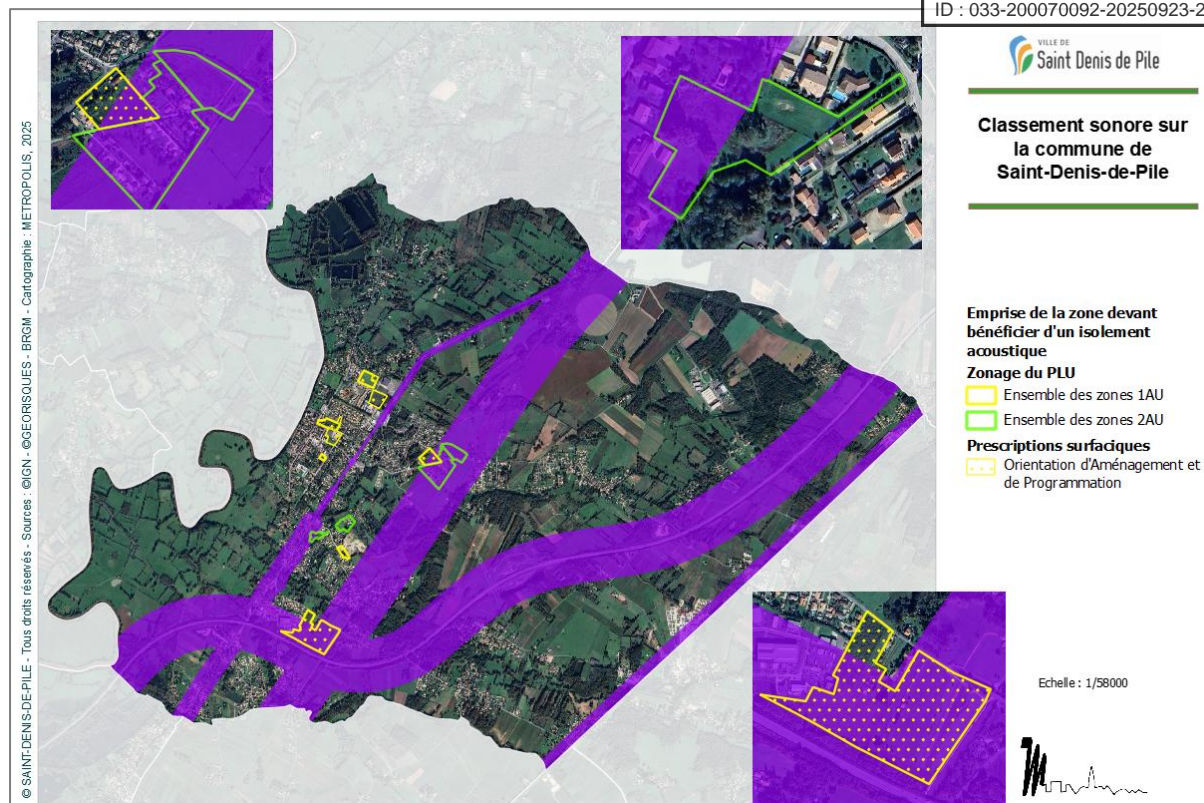 ID : 033-200070092-20250923-2
VILLE DE
Saint Denis de Pile
Classement sonore sur
la commune de
Saint-Denis-de-Pile
Emprise de la zone devant
bénéficier d'un isolement
acoustique
Zonage du PLU
Ensemble des zones 1AU
Ensemble des zones 2AU
Prescriptions surfaciques
Orientation d'Aménagement et
de Programmation
Echelle : 1/58000
© SAINT-DENIS-DE-PILE - Tous droits réservés - Sources : ©IGN - ©GEORISQUES - BRGM - Cartographie : METROPOLIS, 2025